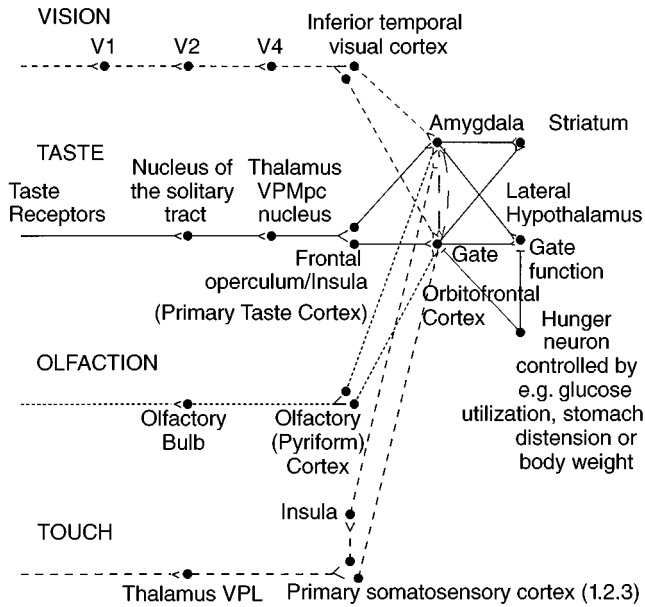 VISION
V1
V2
V4
Inferior temporal
visual cortex
Amygdala
Striatum
TASTE
Taste
Receptors
Nucleus of
the solitary
tract
Thalamus
VPMpc
nucleus
Lateral
Hypothalamus
Frontal
operculum/Insula
(Primary Taste Cortex)
Gate
Orbitofrontal
Cortex
Gate
function
Hunger
neuron
controlled by
e.g. glucose
utilization, stomach
distension or
body weight
OLFACTION
Olfactory
Bulb
Olfactory
(Pyriform)
Cortex
Insula
TOUCH
Thalamus VPL
Primary somatosensory cortex (1.2.3)